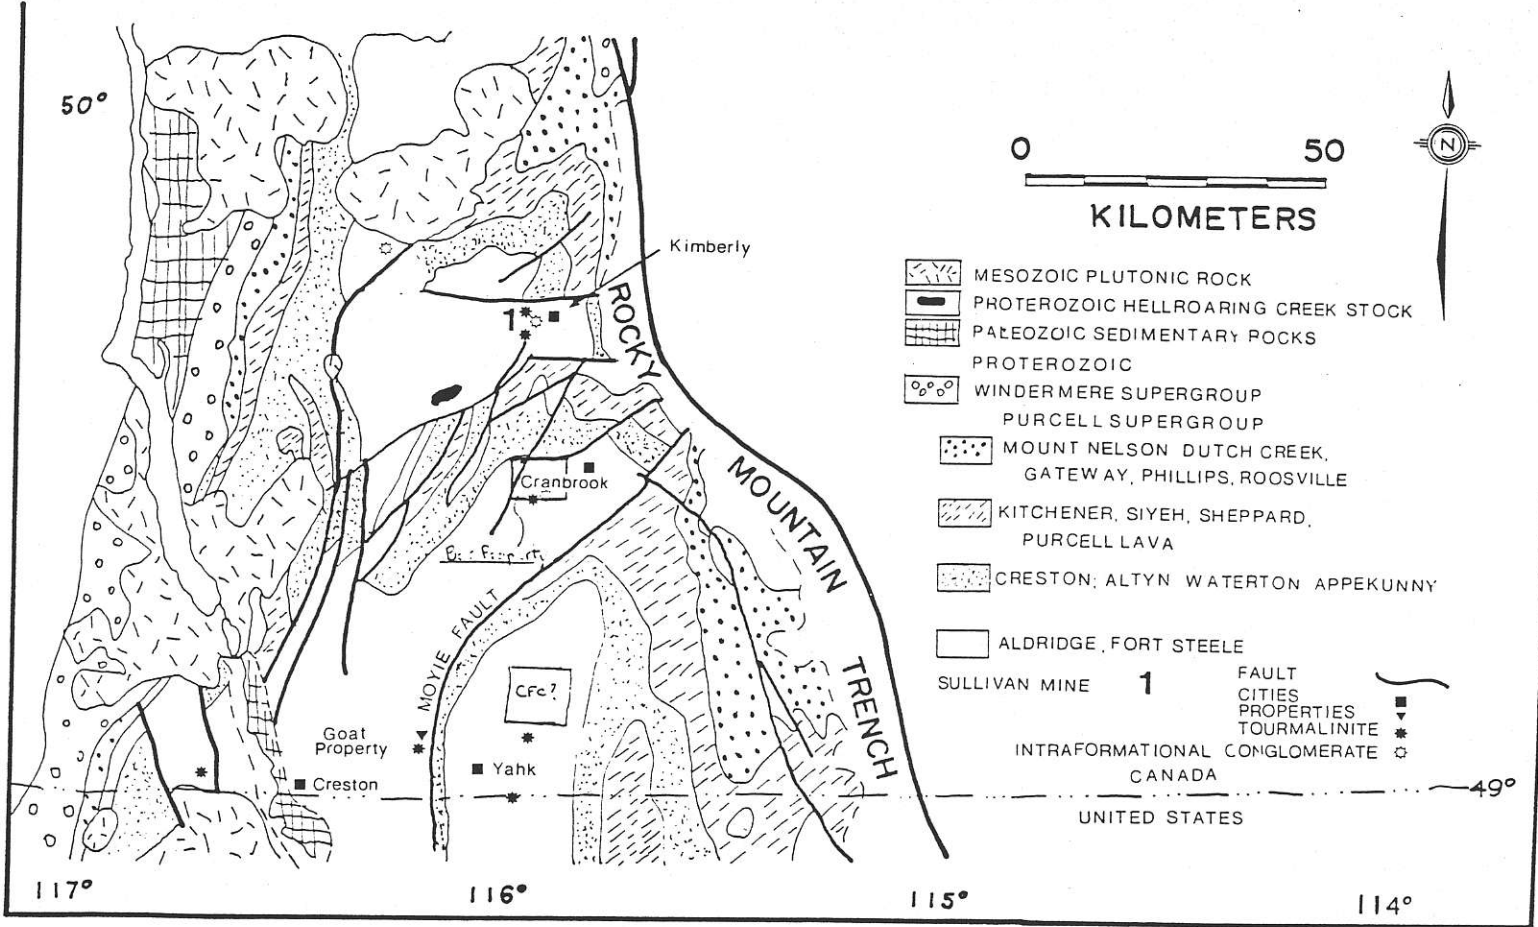 50°
0 50
N
KILOMETERS
Kimberly
MESOZOIC PLUTONIC ROCK
PROTEROZOIC HELLROARING CREEK STOCK
PALEOZOIC SEDIMENTARY ROCKS
PROTEROZOIC
WINDERMERE SUPERGROUP
PURCELL SUPERGROUP
MOUNT NELSON DUTCH CREEK,
GATEWAY, PHILLIPS, ROOSVILLE
KITCHENER, SIYEH, SHEPPARD,
PURCELL LAVA
CRESTON; ALTYN WATERTON APPEKUNNY
ALDRIDGE, FORT STEELE
SULLIVAN MINE 1
FAULT
CITIES
PROPERTIES
TOURMALINITE
INTRAFORMATIONAL CONGLOMERATE
CANADA
49°
UNITED STATES
1
ROCKY
MOUNTAIN
TRENCH
Cranbrook
MOYIE FAULT
CFC?
Goat
Property
Yahk
Creston
117° 116° 115° 114°